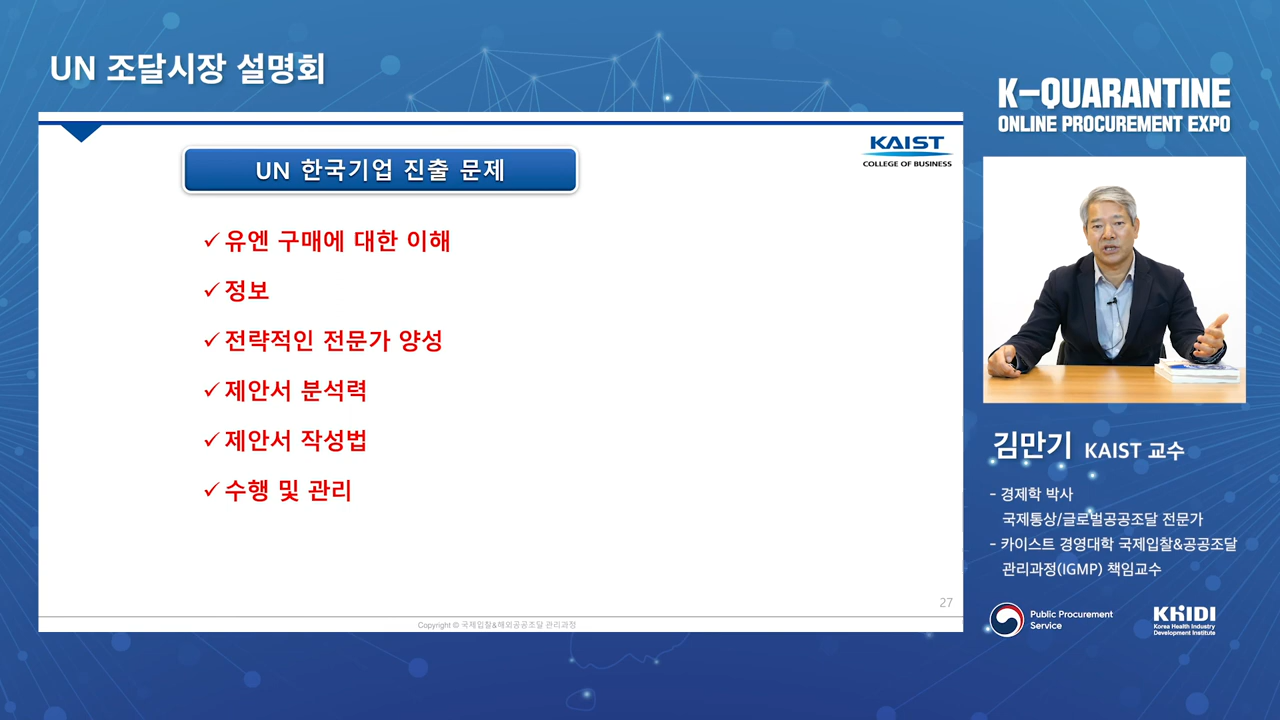 UN 조달시장 설명회
K-QUARANTINE
ONLINE PROCUREMENT EXPO
KAIST
COLLEGE OF BUSINESS
UN 한국기업 진출 문제
✓ 유엔 구매에 대한 이해
✓ 정보
✓ 전략적인 전문가 양성
✓ 제안서 분석력
✓ 제안서 작성법
✓ 수행 및 관리
27
Copyright © 국제입찰&해외공공조달 관리과정
김만기 KAIST 교수
- 경제학 박사
국제통상/글로벌공공조달 전문가
- 카이스트 경영대학 국제입찰&공공조달
관리과정(IGMP) 책임교수
Public Procurement
Service
KHIDI
Korea Health Industry
Development Institute